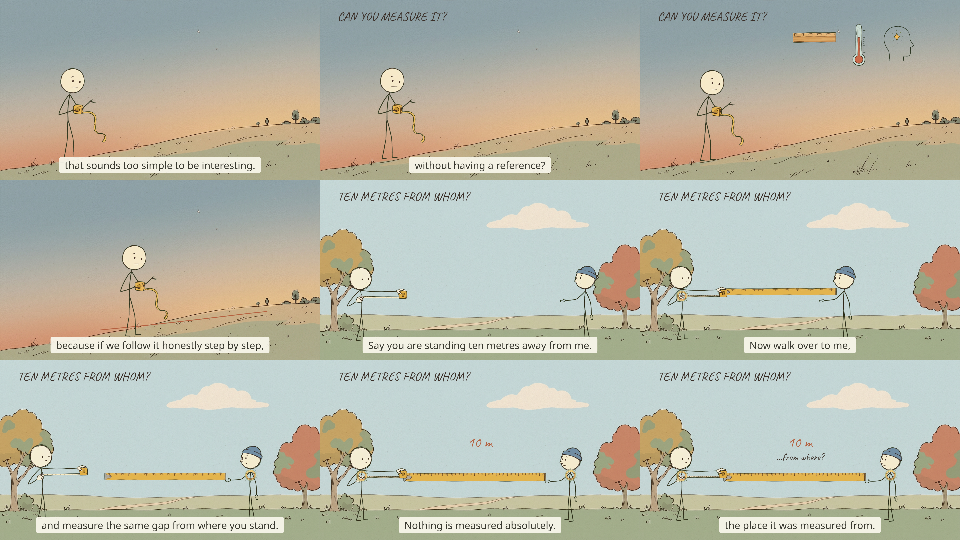 that sounds too simple to be interesting.
CAN YOU MEASURE IT?
without having a reference?
CAN YOU MEASURE IT?
because if we follow it honestly step by step,
TEN METRES FROM WHOM?
Say you are standing ten metres away from me.
TEN METRES FROM WHOM?
Now walk over to me,
TEN METRES FROM WHOM?
and measure the same gap from where you stand.
TEN METRES FROM WHOM?
10
Nothing is measured absolutely.
TEN METRES FROM WHOM?
10
...from where?
the place it was measured from.